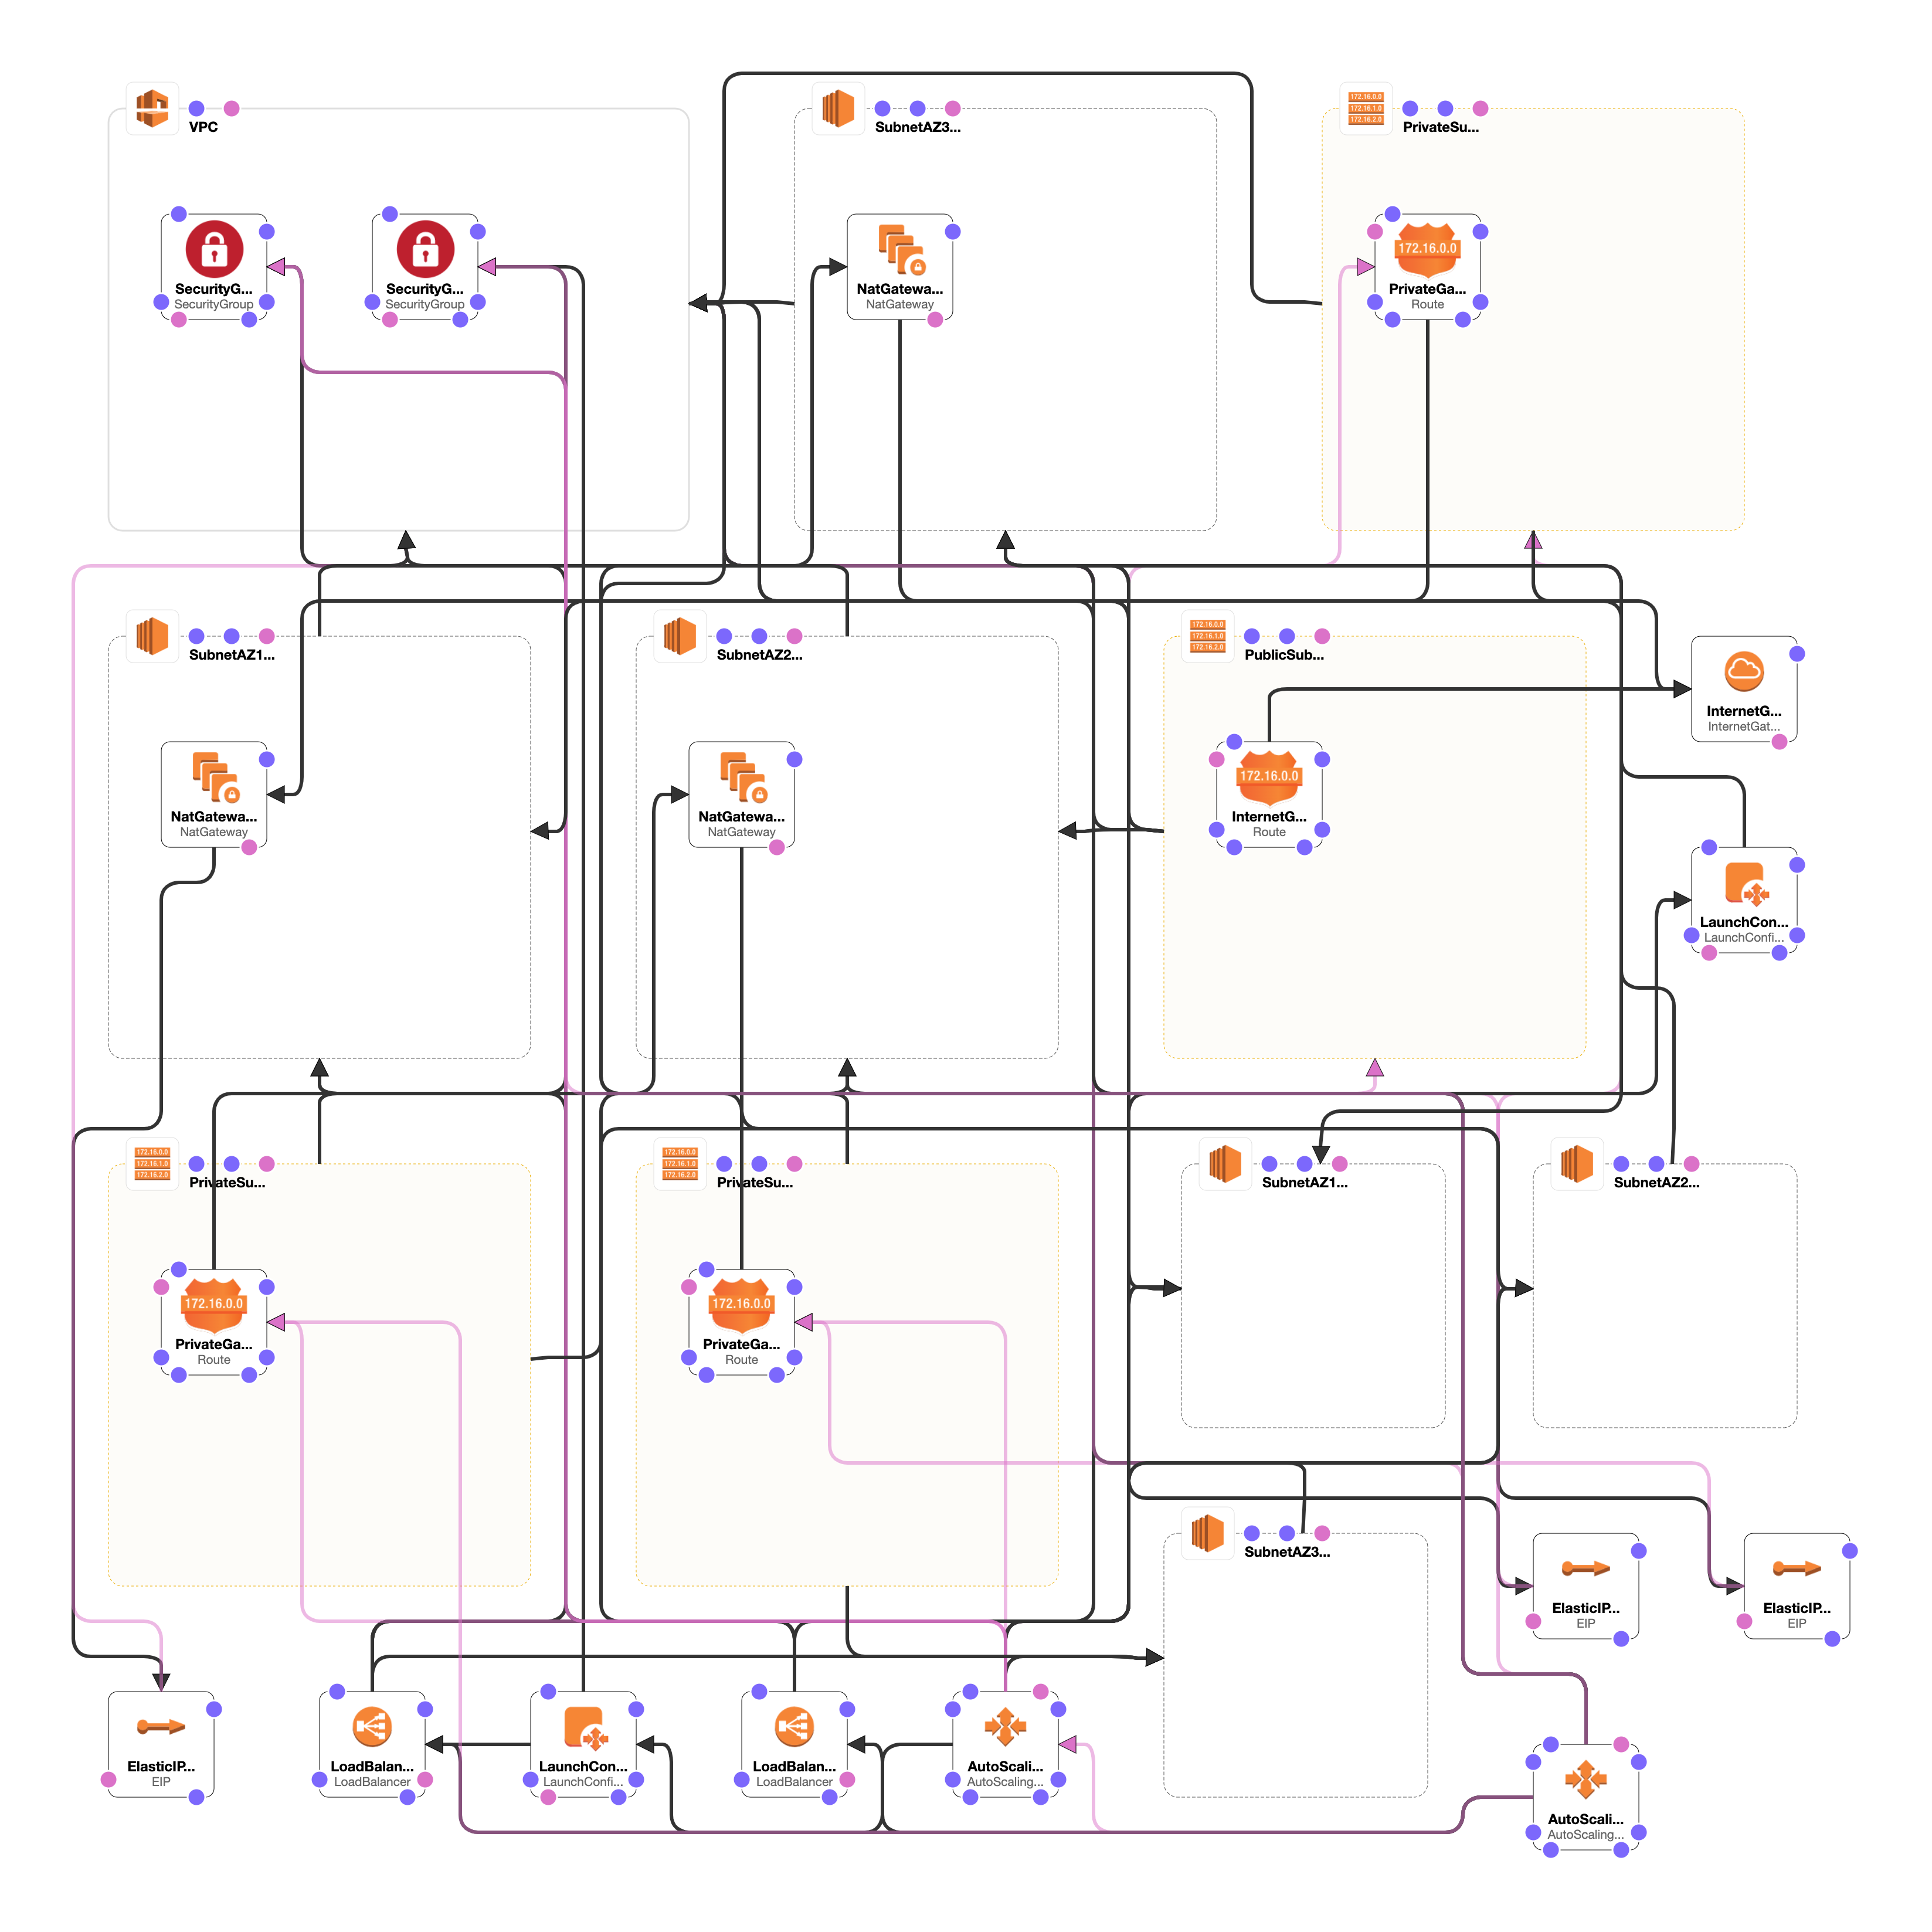 VPC
SubnetAZ3...
172.16.0.0
172.16.1.0
172.16.2.0
PrivateSu...
SecurityG...
SecurityGroup
SecurityG...
SecurityGroup
NatGatewa...
NatGateway
172.16.0.0
PrivateGa...
Route
SubnetAZ1...
SubnetAZ2...
172.16.0.0
172.16.1.0
172.16.2.0
PublicSub...
InternetG...
InternetGat...
NatGatewa...
NatGateway
NatGatewa...
NatGateway
172.16.0.0
InternetG...
Route
LaunchCon...
LaunchConfi...
172.16.0.0
172.16.1.0
172.16.2.0
PrivateSu...
172.16.0.0
172.16.1.0
172.16.2.0
PrivateSu...
SubnetAZ1...
SubnetAZ2...
172.16.0.0
PrivateGa...
Route
172.16.0.0
PrivateGa...
Route
SubnetAZ3...
ElasticIP...
EIP
ElasticIP...
EIP
ElasticIP...
EIP
LoadBalan...
LoadBalancer
LaunchCon...
LaunchConfi...
LoadBalan...
LoadBalancer
AutoScali...
AutoScaling...
AutoScali...
AutoScaling...